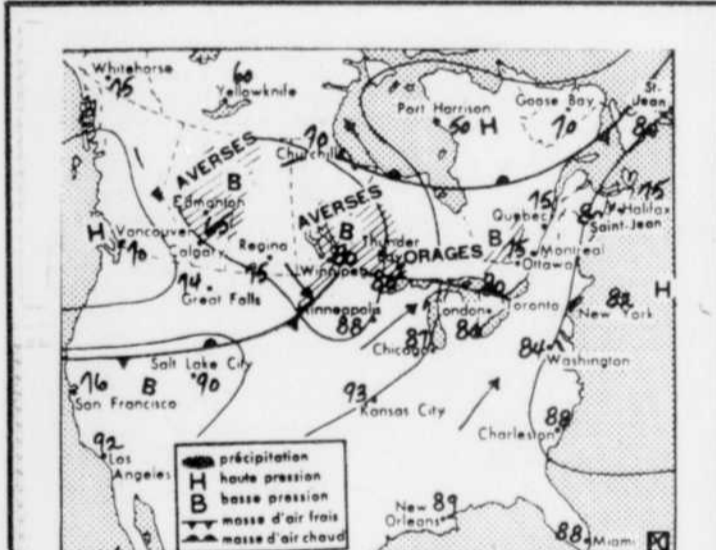 Whitehorse
75
60
Yellowknife
Port Harrison
50
H
Goose Bay
70
St-
Jean
80
70
Churchill
AVERSES
B
Edmonton
AVERSES
B
H
Vancouver
70
Calgary
Regina
75
Winnipeg
80
Thunder
Bay
ORAGES
B
Quebec
75
75
Halifax
Saint-Jean
75
Montreal
Ottawa
74
Great Falls
Minneapolis
88
Chicago
87
London
Toronto
80
82
New York
H
84
Washington
Salt Lake City
90
76
B
San Francisco
93
Kansas City
88
Charleston
92
Los
Angeles
New
Orleans
89
88
Miami
précipitation
H haute pression
B basse pression
masse d'air frais
masse d'air chaud